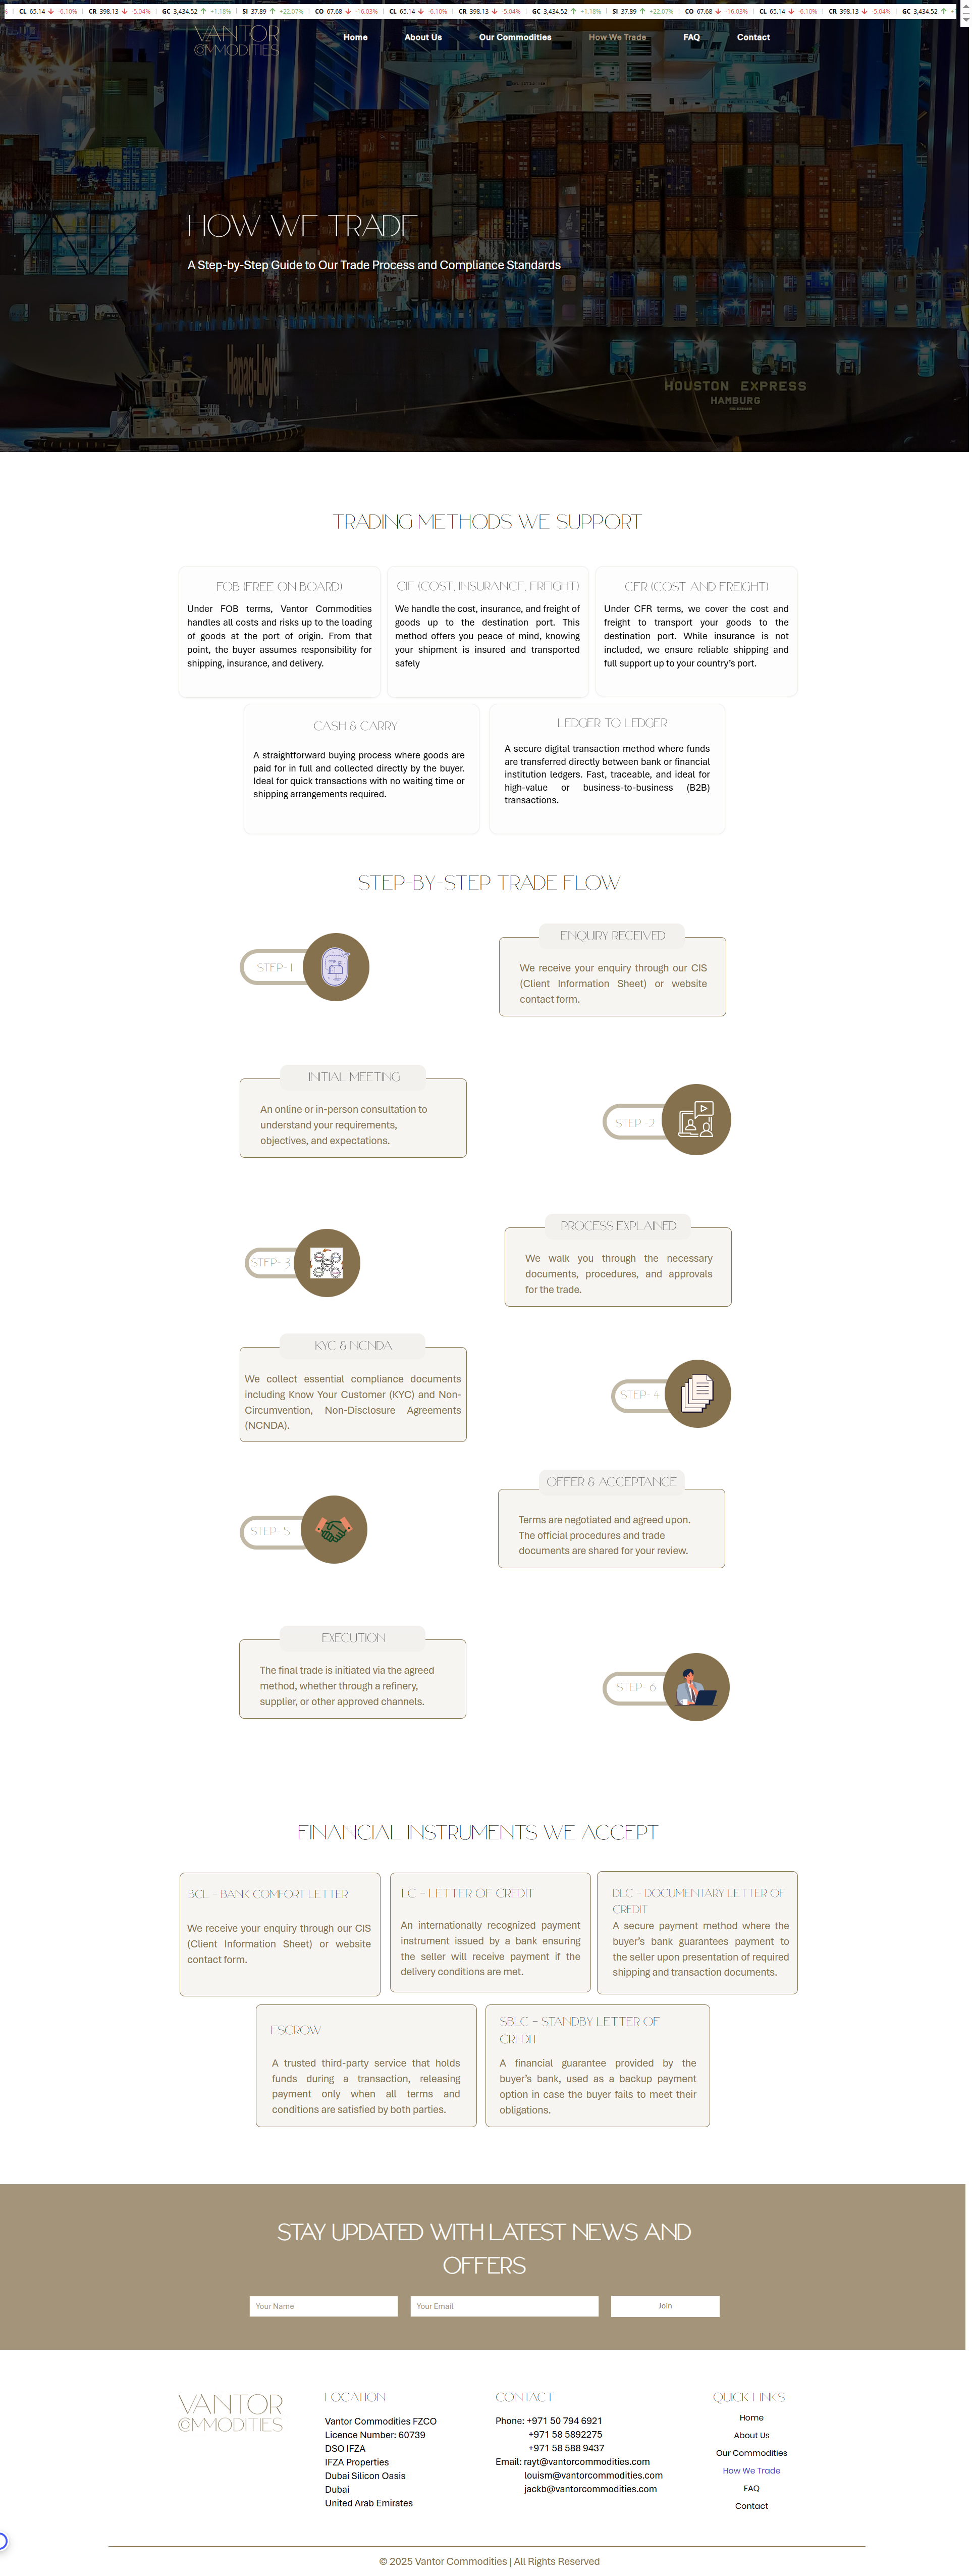 CL 65.14 -6.10% CR 398.13 -5.04% GC 3,434.52 +1.18% SI 37.89 +22.07% CO 67.68 -16.03% CL 65.14 -6.10% CR 398.13 -5.04% GC 3,434.52 +1.18% SI 37.89 +22.07% CO 67.68 -16.03% CL 65.14 -6.10% CR 398.13 -5.04% GC 3,434.52
VANTOR
COMMODITIES
Home About Us Our Commodities How We Trade FAQ Contact
HOW WE TRADE
A Step-by-Step Guide to Our Trade Process and Compliance Standards
Hapag-Lloyd
HOUSTON EXPRESS
HAMBURG
TRADING METHODS WE SUPPORT
FOB (FREE ON BOARD)
Under FOB terms, Vantor Commodities
handles all costs and risks up to the loading
of goods at the port of origin. From that
point, the buyer assumes responsibility for
shipping, insurance, and delivery.
CIF (COST, INSURANCE, FREIGHT)
We handle the cost, insurance, and freight of
goods up to the destination port. This
method offers you peace of mind, knowing
your shipment is insured and transported
safely
CFR (COST AND FREIGHT)
Under CFR terms, we cover the cost and
freight to transport your goods to the
destination port. While insurance is not
included, we ensure reliable shipping and
full support up to your country's port.
CASH & CARRY
A straightforward buying process where goods are
paid for in full and collected directly by the buyer.
Ideal for quick transactions with no waiting time or
shipping arrangements required.
LEDGER TO LEDGER
A secure digital transaction method where funds
are transferred directly between bank or financial
institution ledgers. Fast, traceable, and ideal for
high-value or business-to-business (B2B)
transactions.
STEP-BY-STEP TRADE FLOW
STEP- 1
ENQUIRY RECEIVED
We receive your enquiry through our CIS
(Client Information Sheet) or website
contact form.
INITIAL MEETING
An online or in-person consultation to
understand your requirements,
objectives, and expectations.
STEP -2
STEP- 3
PROCESS EXPLAINED
We walk you through the necessary
documents, procedures, and approvals
for the trade.
KYC & NCNDA
We collect essential compliance documents
including Know Your Customer (KYC) and Non-
Circumvention, Non-Disclosure Agreements
(NCNDA).
STEP- 4
STEP- 5
OFFER & ACCEPTANCE
Terms are negotiated and agreed upon.
The official procedures and trade
documents are shared for your review.
EXECUTION
The final trade is initiated via the agreed
method, whether through a refinery,
supplier, or other approved channels.
STEP- 6
FINANCIAL INSTRUMENTS WE ACCEPT
BCL - BANK COMFORT LETTER
We receive your enquiry through our CIS
(Client Information Sheet) or website
contact form.
LC – LETTER OF CREDIT
An internationally recognized payment
instrument issued by a bank ensuring
the seller will receive payment if the
delivery conditions are met.
DLC – DOCUMENTARY LETTER OF
CREDIT
A secure payment method where the
buyer's bank guarantees payment to
the seller upon presentation of required
shipping and transaction documents.
ESCROW
A trusted third-party service that holds
funds during a transaction, releasing
payment only when all terms and
conditions are satisfied by both parties.
SBLC – STANDBY LETTER OF
CREDIT
A financial guarantee provided by the
buyer's bank, used as a backup payment
option in case the buyer fails to meet their
obligations.
STAY UPDATED WITH LATEST NEWS AND
OFFERS
Your Name Your Email Join
VANTOR
COMMODITIES
LOCATION
Vantor Commodities FZCO
Licence Number: 60739
DSO IFZA
IFZA Properties
Dubai Silicon Oasis
Dubai
United Arab Emirates
CONTACT
Phone: +971 50 794 6921
+971 58 5892275
+971 58 588 9437
Email: rayt@vantorcommodities.com
louism@vantorcommodities.com
jackb@vantorcommodities.com
QUICK LINKS
Home
About Us
Our Commodities
How We Trade
FAQ
Contact
© 2025 Vantor Commodities | All Rights Reserved